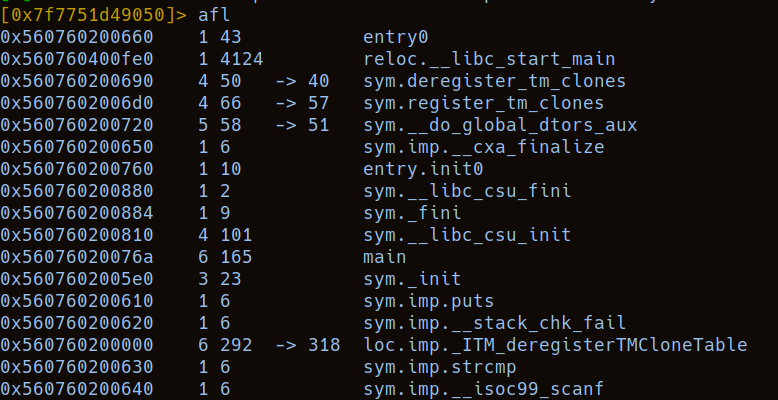 [0x7f7751d49050]> afl
0x560760200660 1 43 entry0
0x560760400fe0 1 4124 reloc.__libc_start_main
0x560760200690 4 50 -> 40 sym.deregister_tm_clones
0x5607602006d0 4 66 -> 57 sym.register_tm_clones
0x560760200720 5 58 -> 51 sym.__do_global_dtors_aux
0x560760200650 1 6 sym.imp.__cxa_finalize
0x560760200760 1 10 entry.init0
0x560760200880 1 2 sym.__libc_csu_fini
0x560760200884 1 9 sym._fini
0x560760200810 4 101 sym.__libc_csu_init
0x56076020076a 6 165 main
0x5607602005e0 3 23 sym._init
0x560760200610 1 6 sym.imp.puts
0x560760200620 1 6 sym.imp.__stack_chk_fail
0x560760200000 6 292 -> 318 loc.imp._ITM_deregisterTMCloneTable
0x560760200630 1 6 sym.imp.strcmp
0x560760200640 1 6 sym.imp.__isoc99_scanf